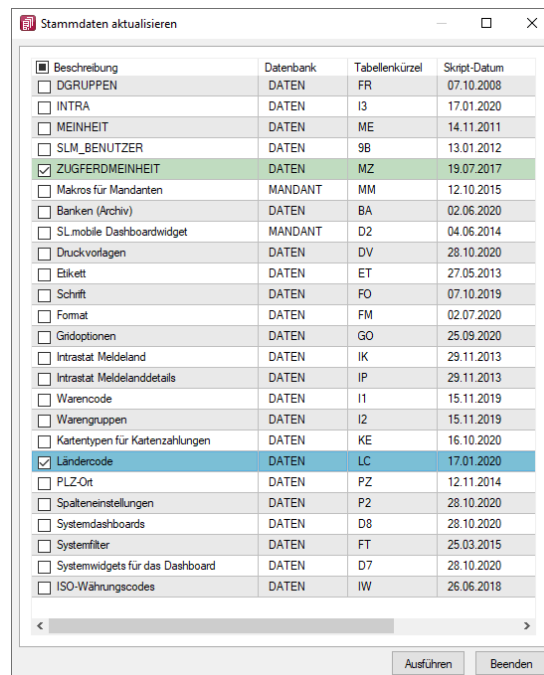 Stammdaten aktualisieren
Beschreibung Datenbank Tabellenkürzel Skript-Datum
DGRUPPEN DATEN FR 07.10.2008
INTRA DATEN I3 17.01.2020
MEINHEIT DATEN ME 14.11.2011
SLM_BENUTZER DATEN 9B 13.01.2012
ZUGFERDMEINHEIT DATEN MZ 19.07.2017
Makros für Mandanten MANDANT MM 12.10.2015
Banken (Archiv) DATEN BA 02.06.2020
SL.mobile Dashboardwidget MANDANT D2 04.06.2014
Druckvorlagen DATEN DV 28.10.2020
Etikett DATEN ET 27.05.2013
Schrift DATEN FO 07.10.2019
Format DATEN FM 02.07.2020
Gridoptionen DATEN GO 25.09.2020
Intrastat Meldeland DATEN IK 29.11.2013
Intrastat Meldelanddetails DATEN IP 29.11.2013
Warencode DATEN I1 15.11.2019
Warengruppen DATEN I2 15.11.2019
Kartentypen für Kartenzahlungen DATEN KE 16.10.2020
Ländercode DATEN LC 17.01.2020
PLZ-Ort DATEN PZ 12.11.2014
Spalteneinstellungen DATEN P2 28.10.2020
Systemdashboards DATEN D8 28.10.2020
Systemfilter DATEN FT 25.03.2015
Systemwidgets für das Dashboard DATEN D7 28.10.2020
ISO-Währungscodes DATEN IW 26.06.2018
Ausführen Beenden